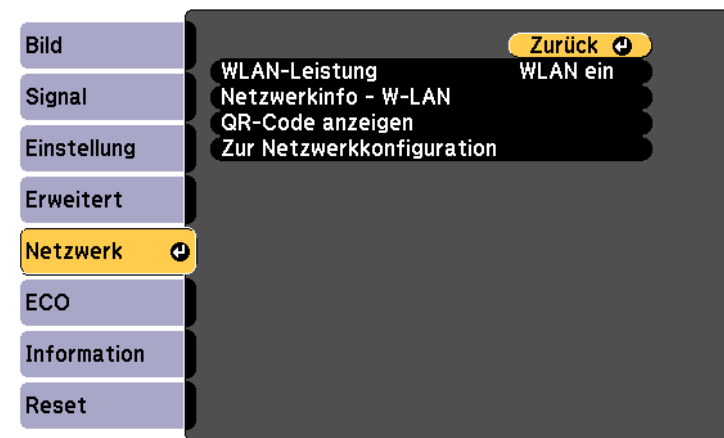 Bild
Signal
Einstellung
Erweitert
Netzwerk
ECO
Information
Reset
Zurück
WLAN-Leistung WLAN ein
Netzwerkinfo - W-LAN
QR-Code anzeigen
Zur Netzwerkkonfiguration